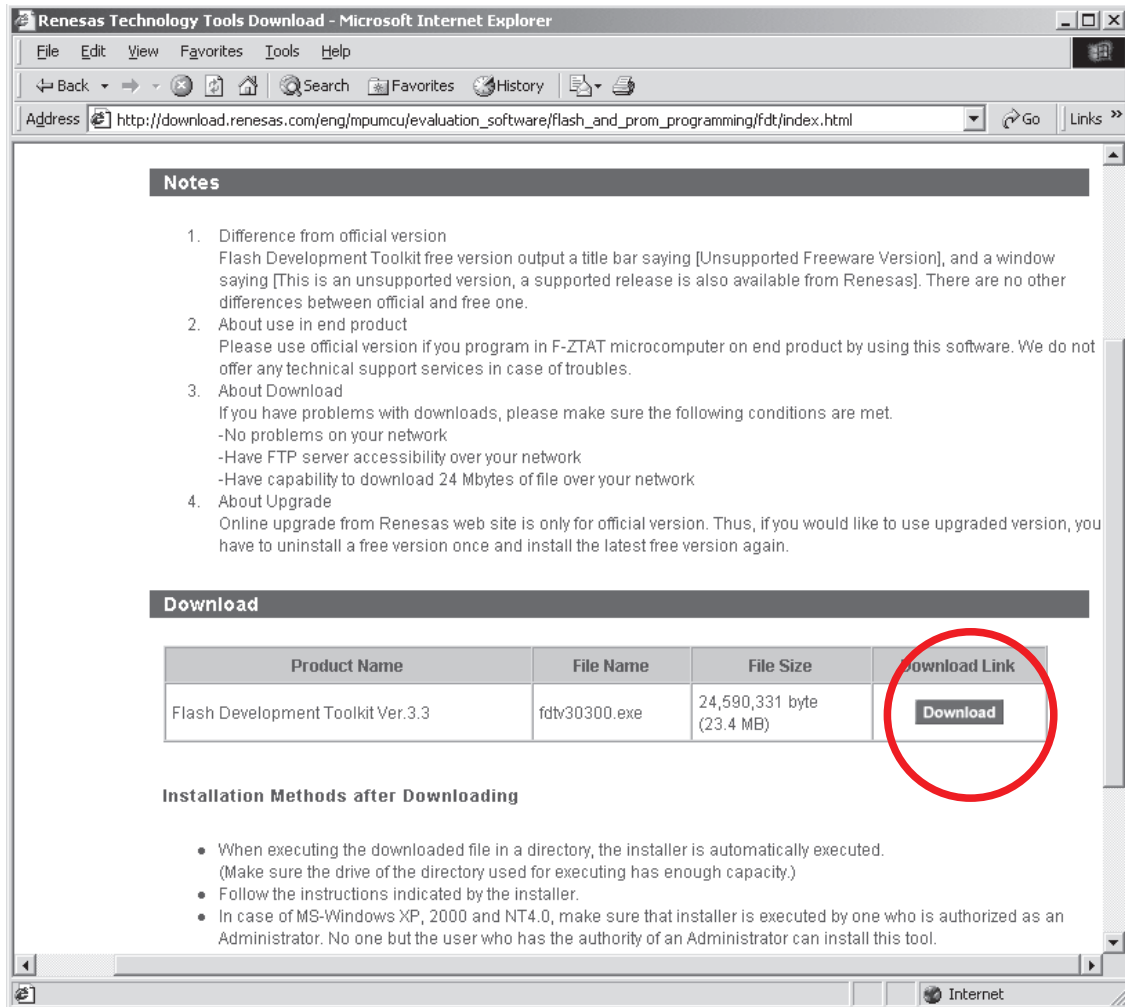 Renesas Technology Tools Download - Microsoft Internet Explorer
File Edit View Favorites Tools Help
Back Search Favorites History
Address http://download.renesas.com/eng/mpumcu/evaluation_software/flash_and_prom_programming/fdt/index.html Go Links »
Notes
1. Difference from official version
Flash Development Toolkit free version output a title bar saying [Unsupported Freeware Version], and a window
saying [This is an unsupported version, a supported release is also available from Renesas]. There are no other
differences between official and free one.
2. About use in end product
Please use official version if you program in F-ZTAT microcomputer on end product by using this software. We do not
offer any technical support services in case of troubles.
3. About Download
If you have problems with downloads, please make sure the following conditions are met.
-No problems on your network
-Have FTP server accessibility over your network
-Have capability to download 24 Mbytes of file over your network
4. About Upgrade
Online upgrade from Renesas web site is only for official version. Thus, if you would like to use upgraded version, you
have to uninstall a free version once and install the latest free version again.
Download
Product Name File Name File Size Download Link
Flash Development Toolkit Ver.3.3 fdtv30300.exe 24,590,331 byte Download
(23.4 MB)
Installation Methods after Downloading
● When executing the downloaded file in a directory, the installer is automatically executed.
(Make sure the drive of the directory used for executing has enough capacity.)
● Follow the instructions indicated by the installer.
● In case of MS-Windows XP, 2000 and NT4.0, make sure that installer is executed by one who is authorized as an
Administrator. No one but the user who has the authority of an Administrator can install this tool.
Internet